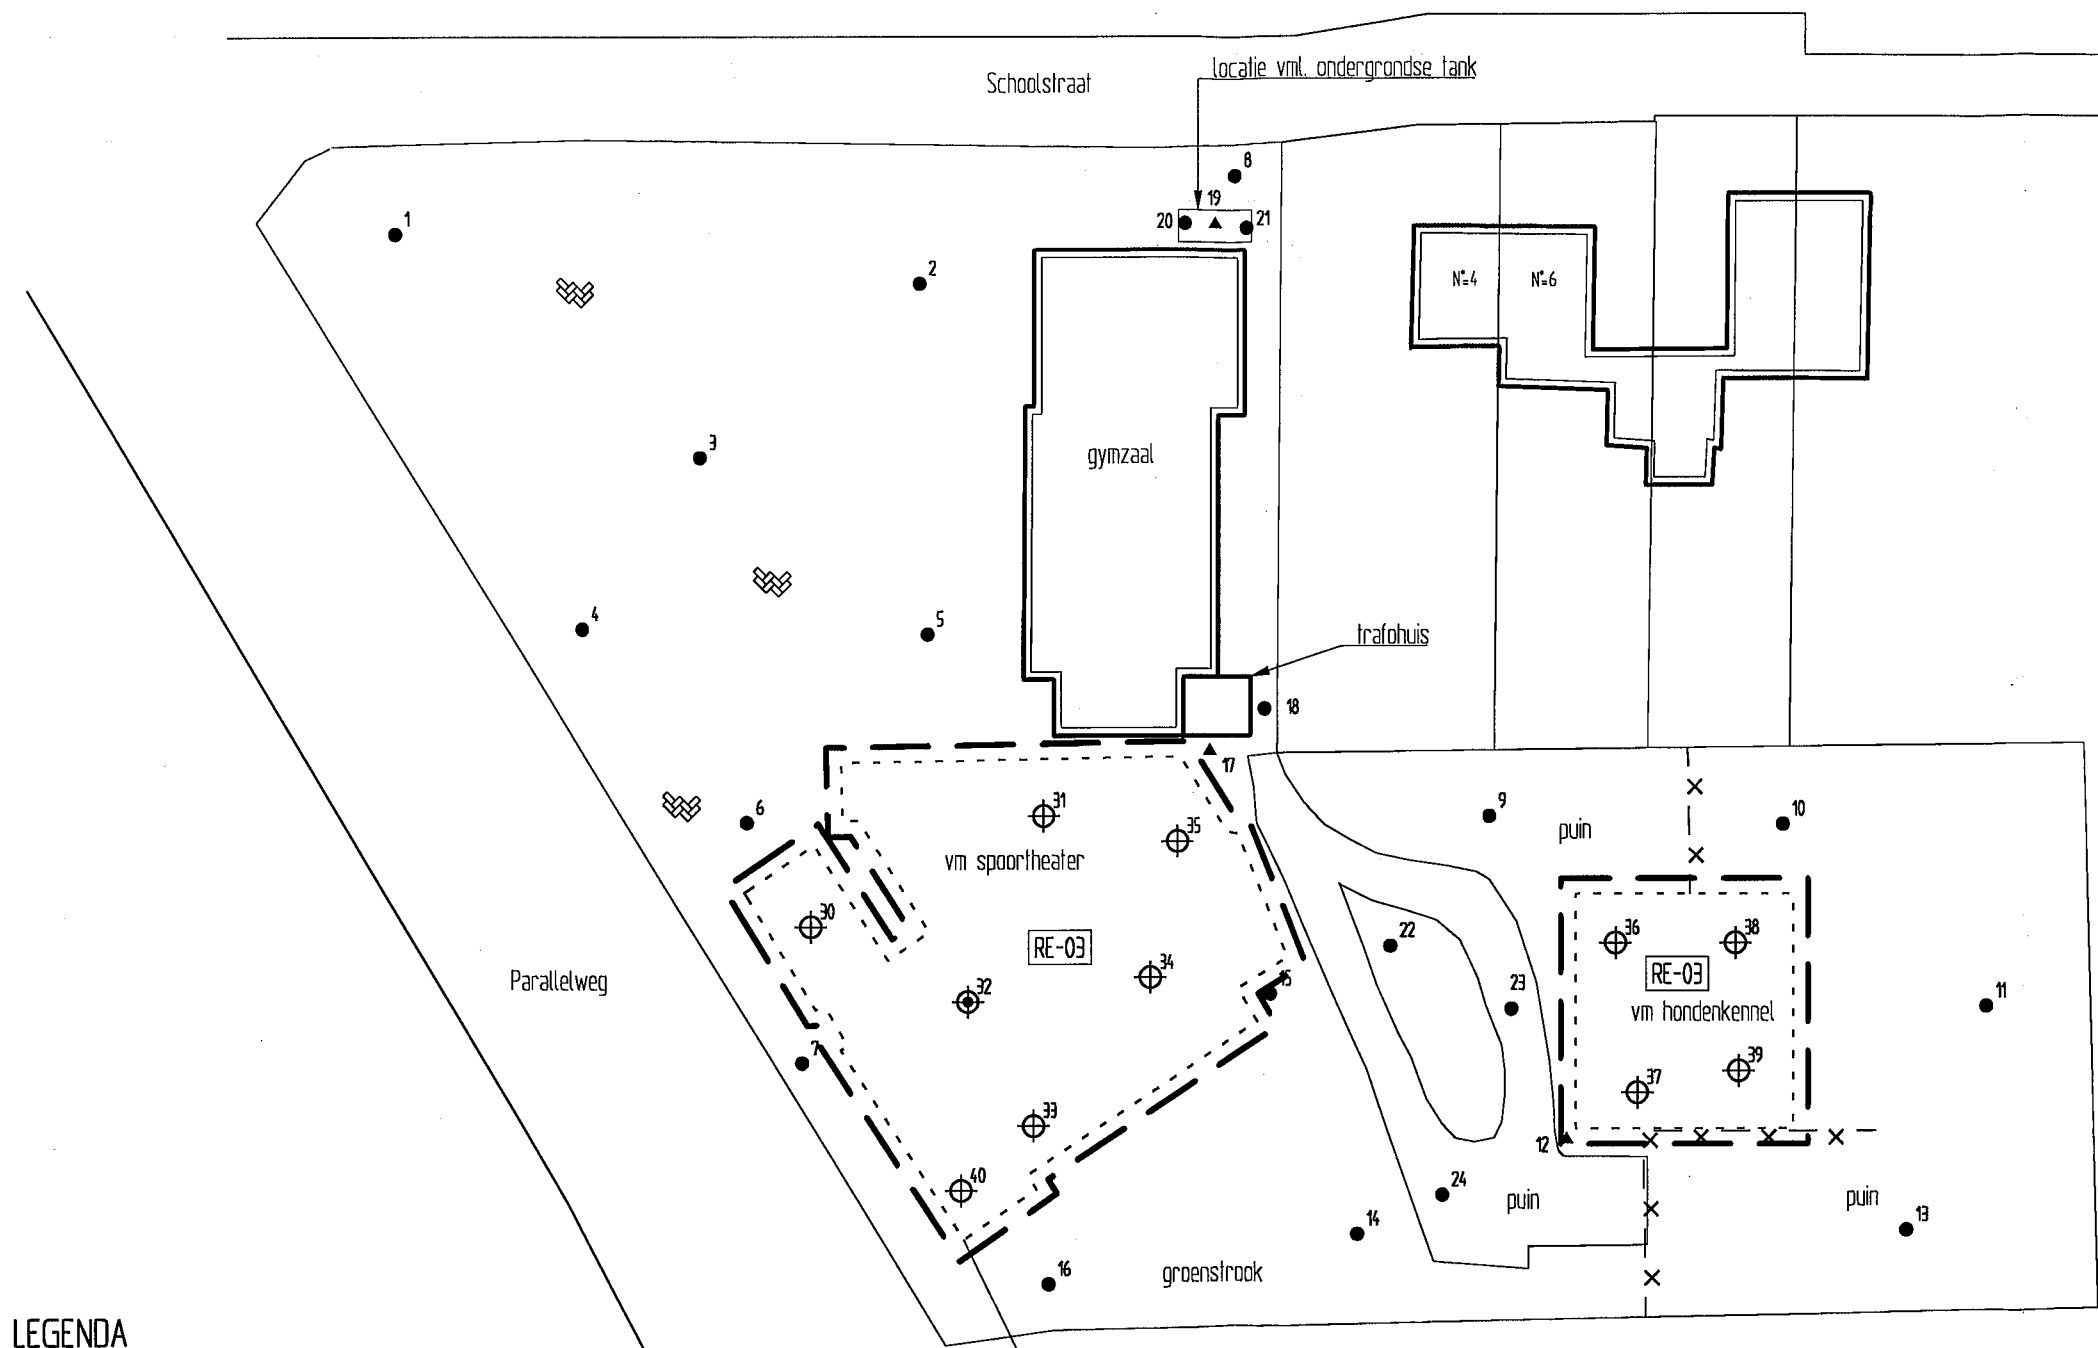 locatie vml. ondergrondse tank
Schoolstraat
8
19
20
21
1
2
N°=4
N°=6
3
gymzaal
4
5
trafohuis
18
17
6
31
35
9
10
puin
vm spoortheater
30
22
36
38
RE-03
RE-03
34
32
15
23
11
vm hondenkennel
Parallelweg
7
39
37
33
12
40
24
puin
puin
14
13
16
groenstrook
LEGENDA